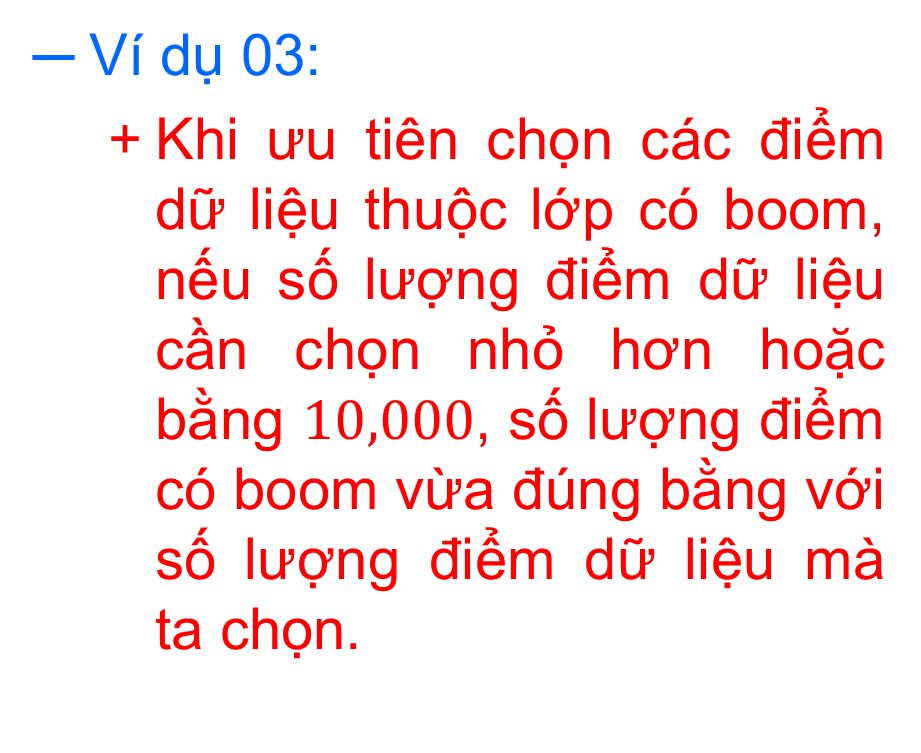 ― Ví dụ 03:
+ Khi ưu tiên chọn các điểm
dữ liệu thuộc lớp có boom,
nếu số lượng điểm dữ liệu
cần chọn nhỏ hơn hoặc
bằng 10,000, số lượng điểm
có boom vừa đúng bằng với
số lượng điểm dữ liệu mà
ta chọn.